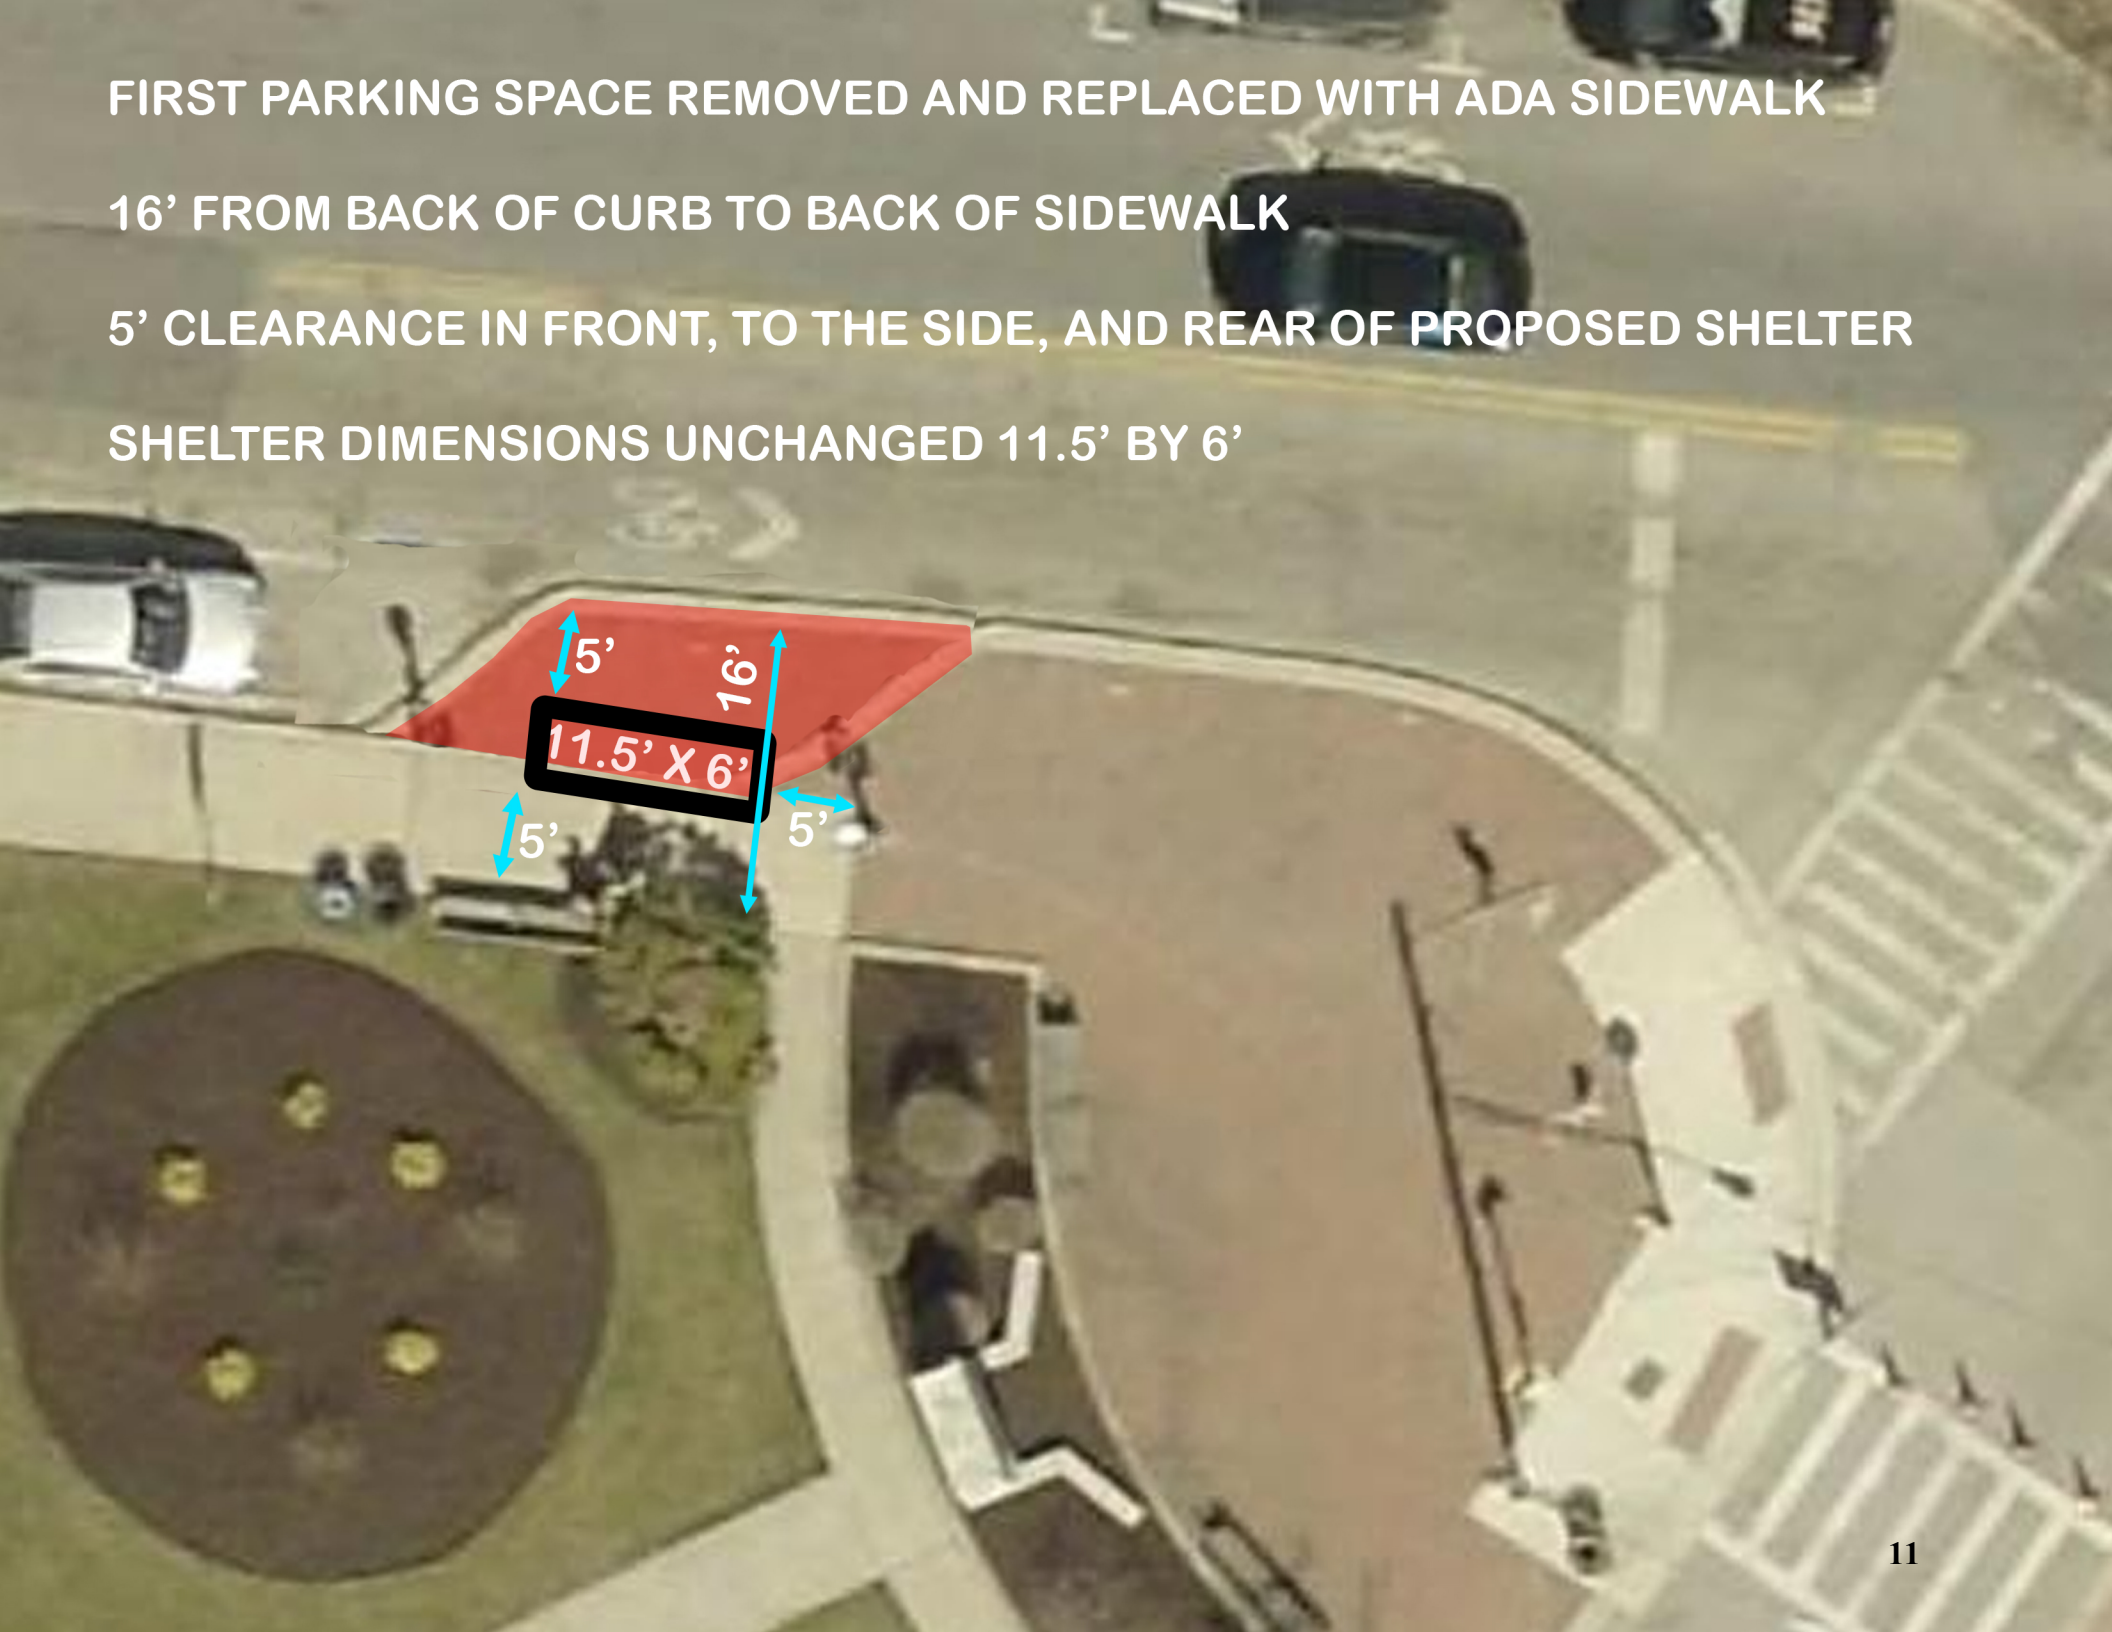 FIRST PARKING SPACE REMOVED AND REPLACED WITH ADA SIDEWALK
16’ FROM BACK OF CURB TO BACK OF SIDEWALK
5’ CLEARANCE IN FRONT, TO THE SIDE, AND REAR OF PROPOSED SHELTER
SHELTER DIMENSIONS UNCHANGED 11.5’ BY 6’
5’
16’
11.5’ X 6’
5’
5’
11